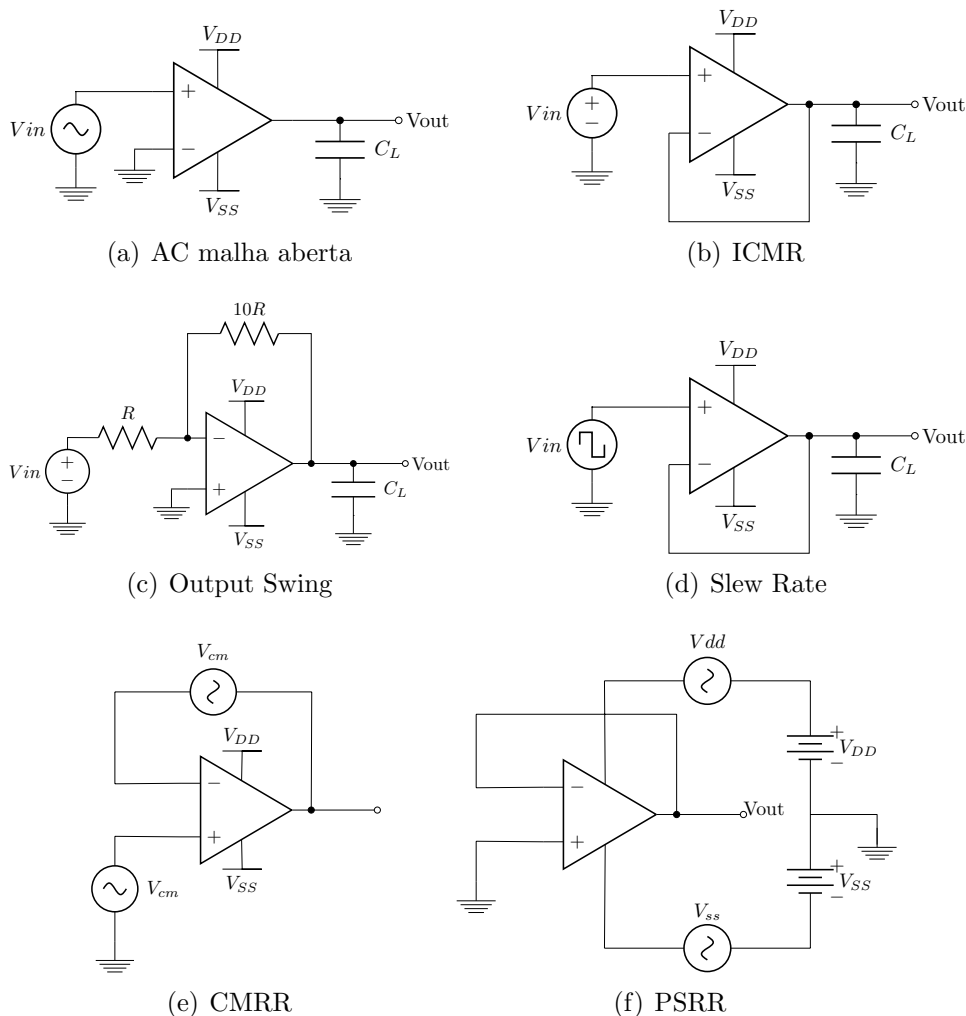 V_DD
Vin
+
−
Vout
C_L
V_SS
(a) AC malha aberta
V_DD
Vin
+
−
+
−
Vout
C_L
V_SS
(b) ICMR
10R
R
V_DD
Vin
+
−
−
+
Vout
C_L
V_SS
(c) Output Swing
V_DD
Vin
+
−
Vout
C_L
V_SS
(d) Slew Rate
V_cm
V_DD
−
+
V_SS
V_cm
(e) CMRR
Vdd
+
V_DD
−
−
+
Vout
+
V_SS
−
V_ss
(f) PSRR